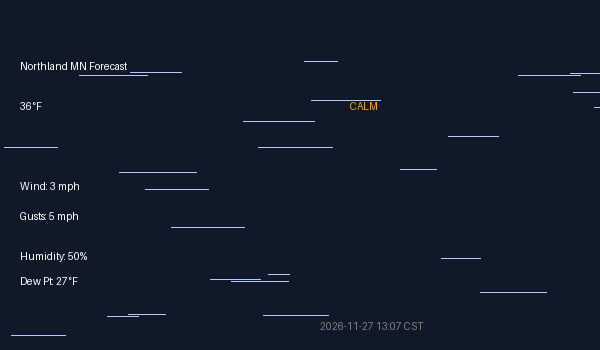 Northland MN Forecast
36°F
CALM
Wind: 3 mph
Gusts: 5 mph
Humidity: 50%
Dew Pt: 27°F
2026-11-27 13:07 CST